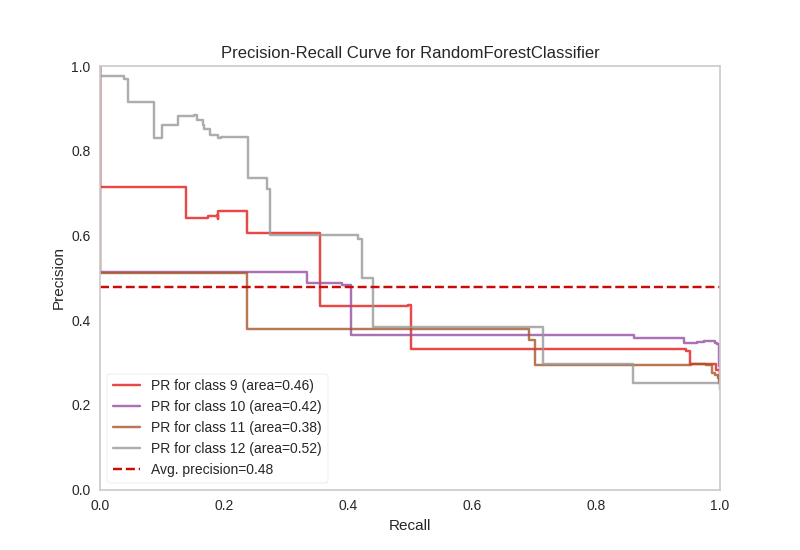 Precision-Recall Curve for RandomForestClassifier
1.0
0.8
0.6
0.4
0.2
0.0
Precision
PR for class 9 (area=0.46)
PR for class 10 (area=0.42)
PR for class 11 (area=0.38)
PR for class 12 (area=0.52)
Avg. precision=0.48
0.0 0.2 0.4 0.6 0.8 1.0
Recall